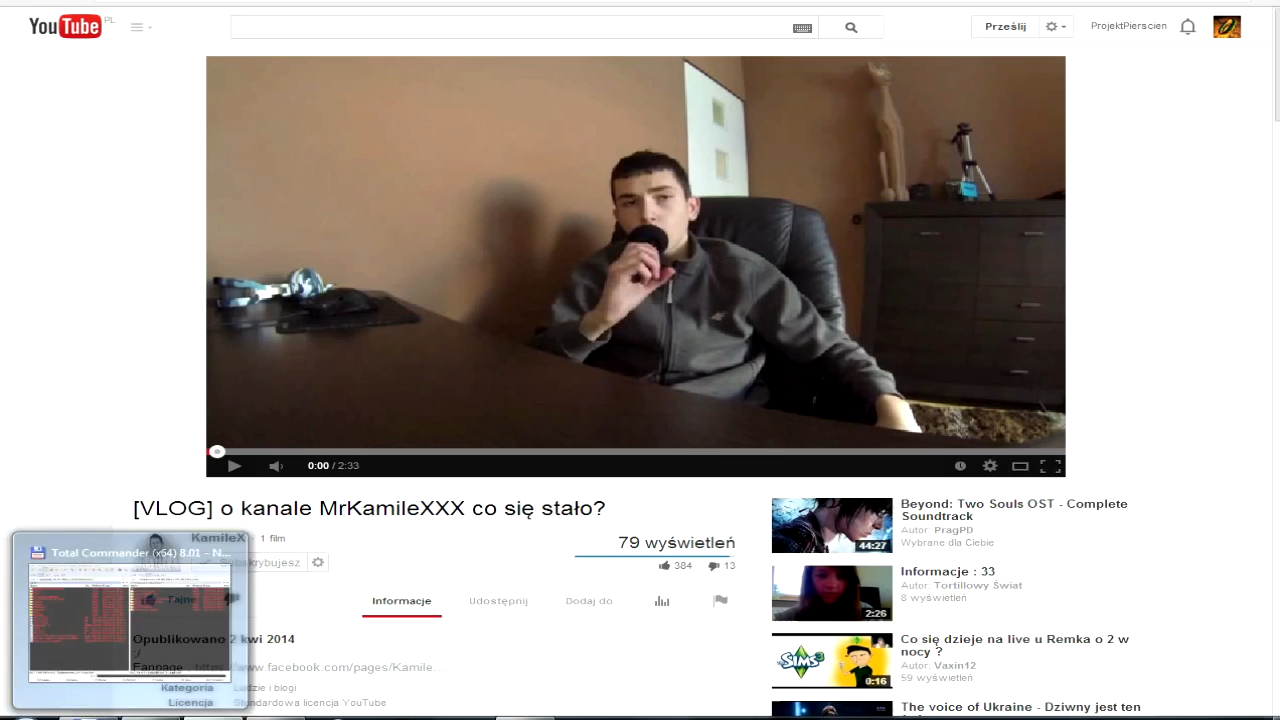 YouTube PL
Prześlij
ProjektPierscien
0:00 / 2:33
[VLOG] o kanale MrKamileXXX co się stało?
KamileX · 1 film
79 wyświetleń
384
13
Total Commander (x64) 8.01 - N...
Informacje
Udostępnij
Dodaj do
Opublikowano 2 kwi 2014
Fanpage : https://www.facebook.com/pages/Kamile...
Kategoria
Ludzie i blogi
Licencja
Standardowa licencja YouTube
44:27
Beyond: Two Souls OST - Complete
Soundtrack
Autor: PragPD
Wybrane dla Ciebie
2:26
Informacje : 33
Autor: Tortillowy Świat
8 wyświetleń
SIMS 3
0:16
Co się dzieje na live u Remka o 2 w
nocy ?
Autor: Vaxin12
59 wyświetleń
The voice of Ukraine - Dziwny jest ten